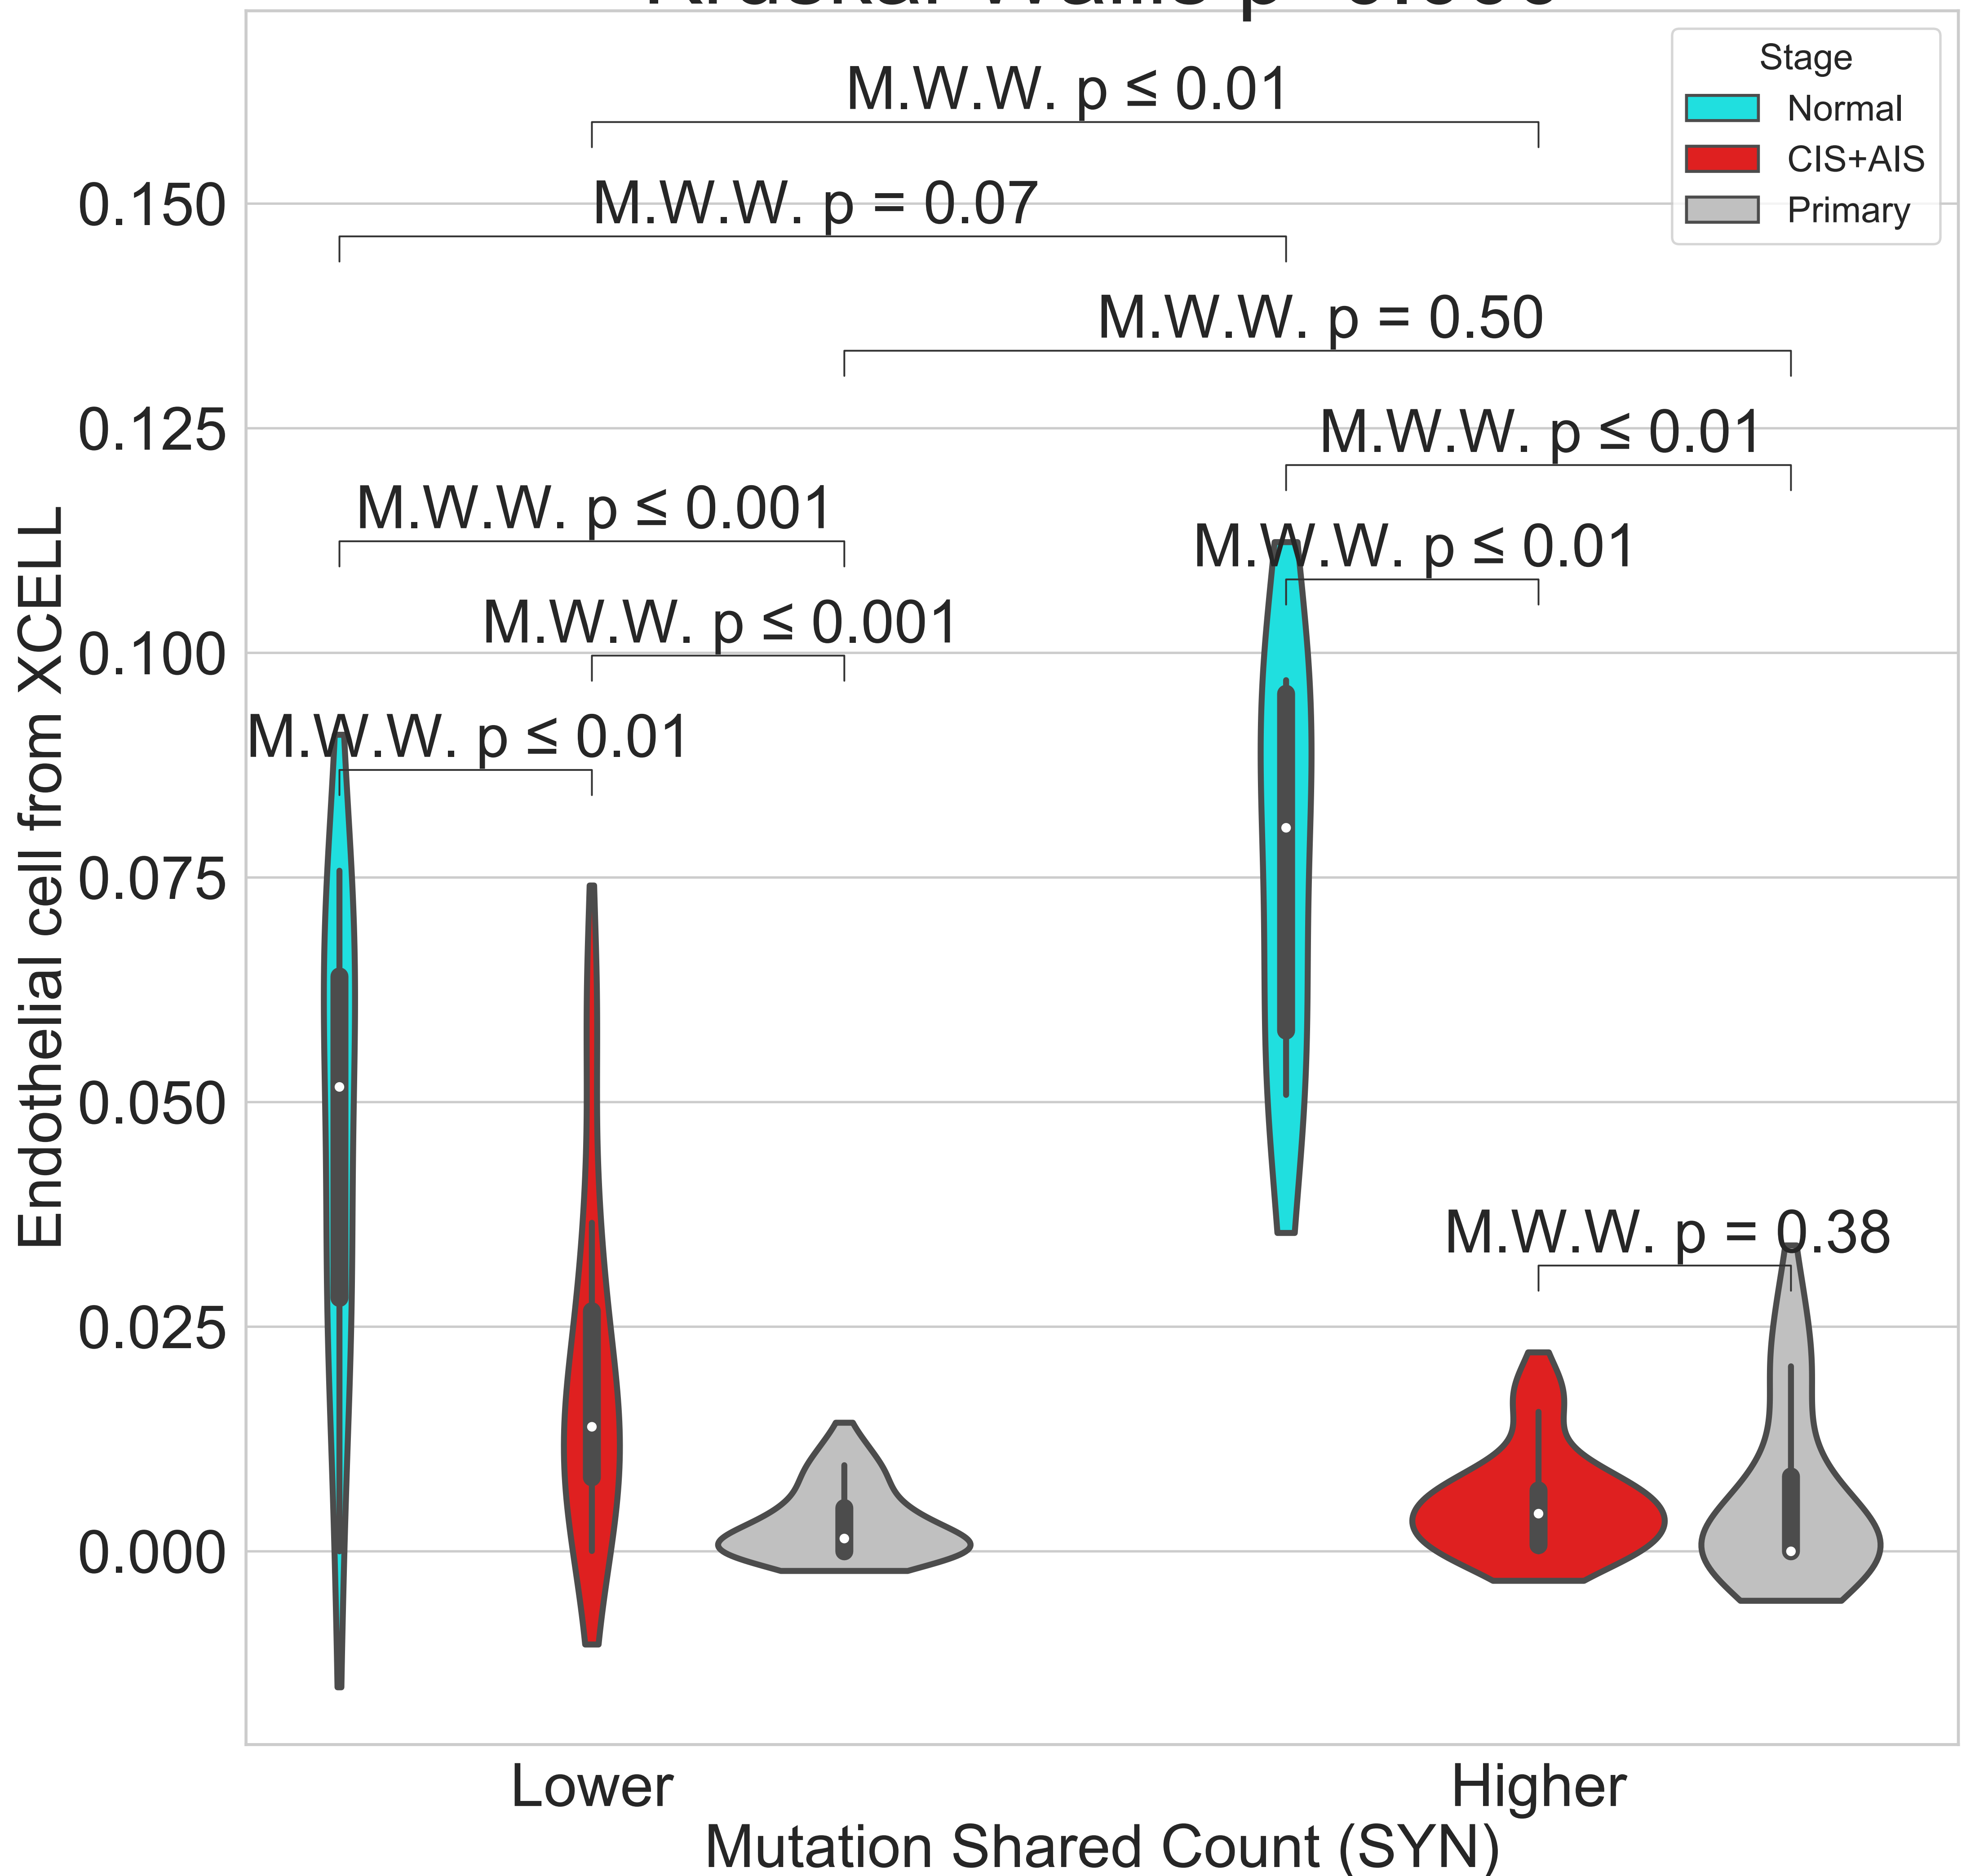 Stage
Normal
CIS+AIS
Primary
M.W.W. p ≤ 0.01
M.W.W. p = 0.07
M.W.W. p = 0.50
M.W.W. p ≤ 0.01
M.W.W. p ≤ 0.001
M.W.W. p ≤ 0.01
M.W.W. p ≤ 0.001
M.W.W. p ≤ 0.01
M.W.W. p = 0.38
0.150
0.125
0.100
0.075
0.050
0.025
0.000
Endothelial cell from XCELL
Lower
Higher
Mutation Shared Count (SYN)